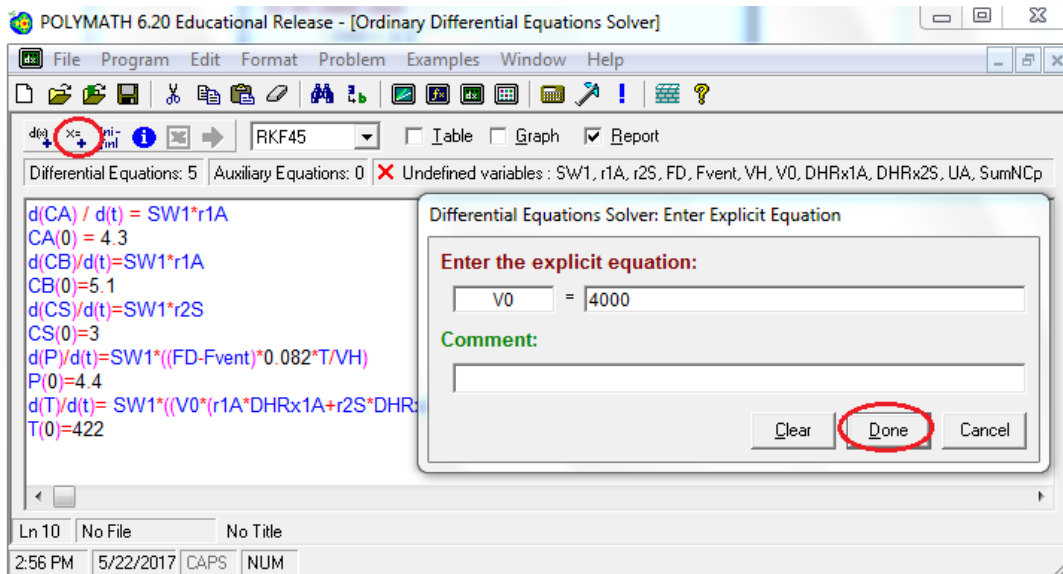 POLYMATH 6.20 Educational Release - [Ordinary Differential Equations Solver]
File Program Edit Format Problem Examples Window Help
d(x) x= ini- RKF45 Table Graph Report
Differential Equations: 5 Auxiliary Equations: 0 Undefined variables : SW1, r1A, r2S, FD, Fvent, VH, V0, DHRx1A, DHRx2S, UA, SumNCp
d(CA) / d(t) = SW1*r1A
CA(0) = 4.3
d(CB)/d(t)=SW1*r1A
CB(0)=5.1
d(CS)/d(t)=SW1*r2S
CS(0)=3
d(P)/d(t)=SW1*((FD-Fvent)*0.082*T/VH)
P(0)=4.4
d(T)/d(t)= SW1*((V0*(r1A*DHRx1A+r2S*DHR
T(0)=422
Differential Equations Solver: Enter Explicit Equation
Enter the explicit equation:
V0 = 4000
Comment:
Clear Done Cancel
Ln 10 No File No Title
2:56 PM 5/22/2017 CAPS NUM